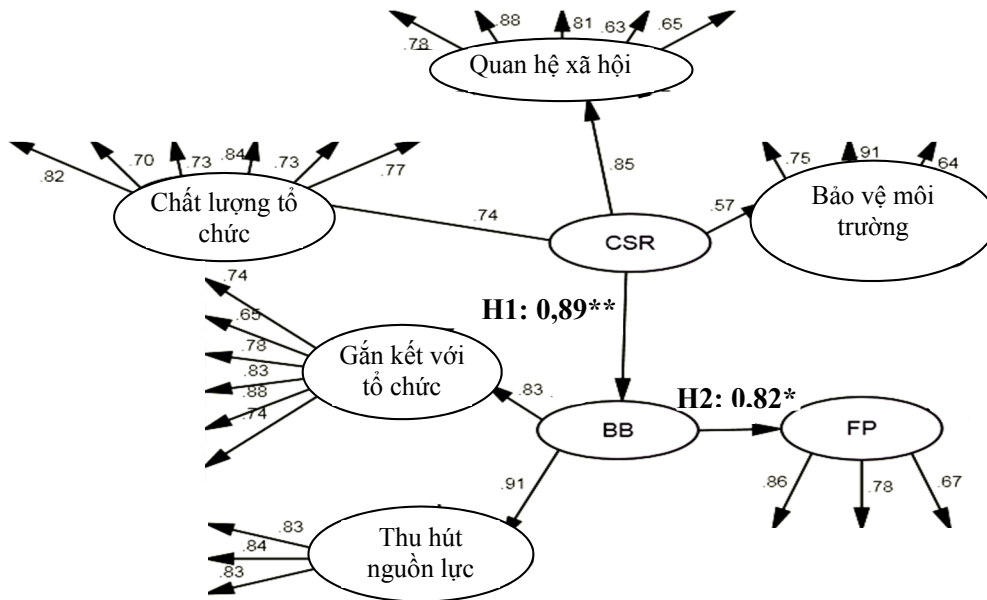 .78 .88 .81 .63 .65
Quan hệ xã hội
.82 .70 .73 .84 .73 .77
Chất lượng tổ
chức
.75 .91 .64
Bảo vệ môi
trường
.85
.74
.57
CSR
H1: 0,89**
.74
.65
.78
.83
.88
.74
Gắn kết với
tổ chức
.83
BB
H2: 0.82*
FP
.86 .78 .67
.91
.83
.84
.83
Thu hút
nguồn lực